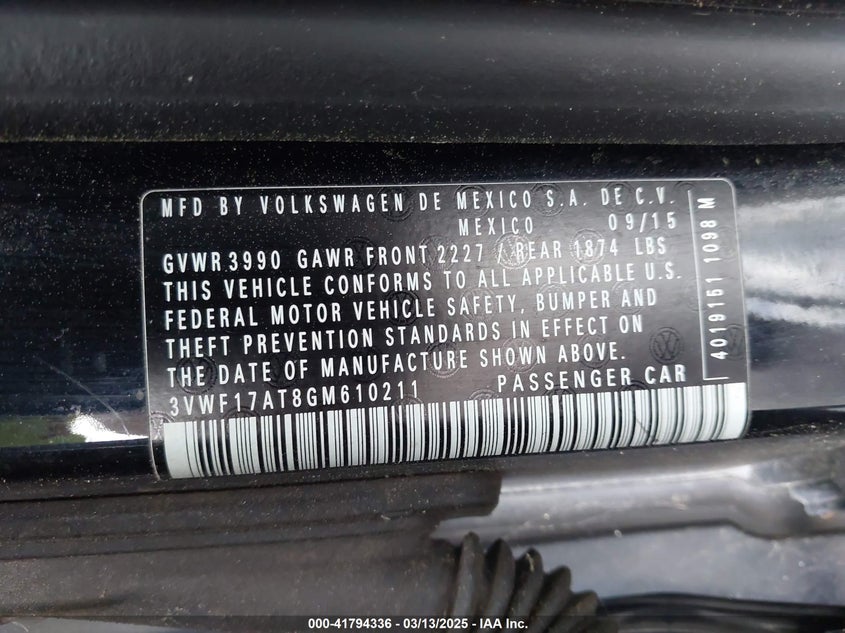 MFD BY VOLKSWAGEN DE MEXICO S.A. DE C.V.
MEXICO 09/15
GVWR 3990 GAWR FRONT 2227 / REAR 1874 LBS
THIS VEHICLE CONFORMS TO ALL APPLICABLE U.S.
FEDERAL MOTOR VEHICLE SAFETY, BUMPER AND
THEFT PREVENTION STANDARDS IN EFFECT ON
THE DATE OF MANUFACTURE SHOWN ABOVE.
3VWF17AT8GM610211 PASSENGER CAR
4019151 1098 M
000-41794336 / 03/13/2025 - IAA Inc.